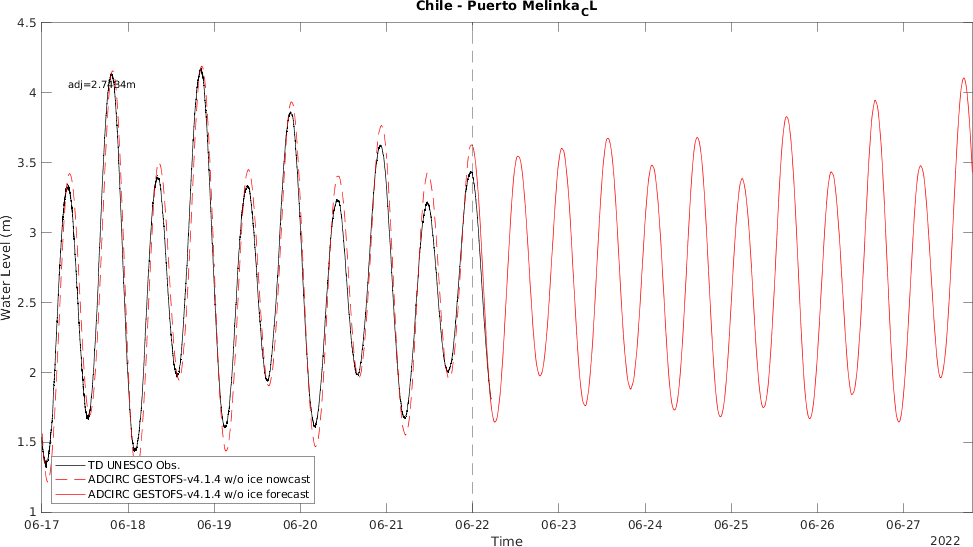 Chile - Puerto Melinka_CL
4.5
4
3.5
3
2.5
2
1.5
1
Water Level (m)
TD UNESCO Obs.
ADCIRC GESTOFS-v4.1.4 w/o ice nowcast
ADCIRC GESTOFS-v4.1.4 w/o ice forecast
06-17 06-18 06-19 06-20 06-21 06-22 06-23 06-24 06-25 06-26 06-27
Time
2022